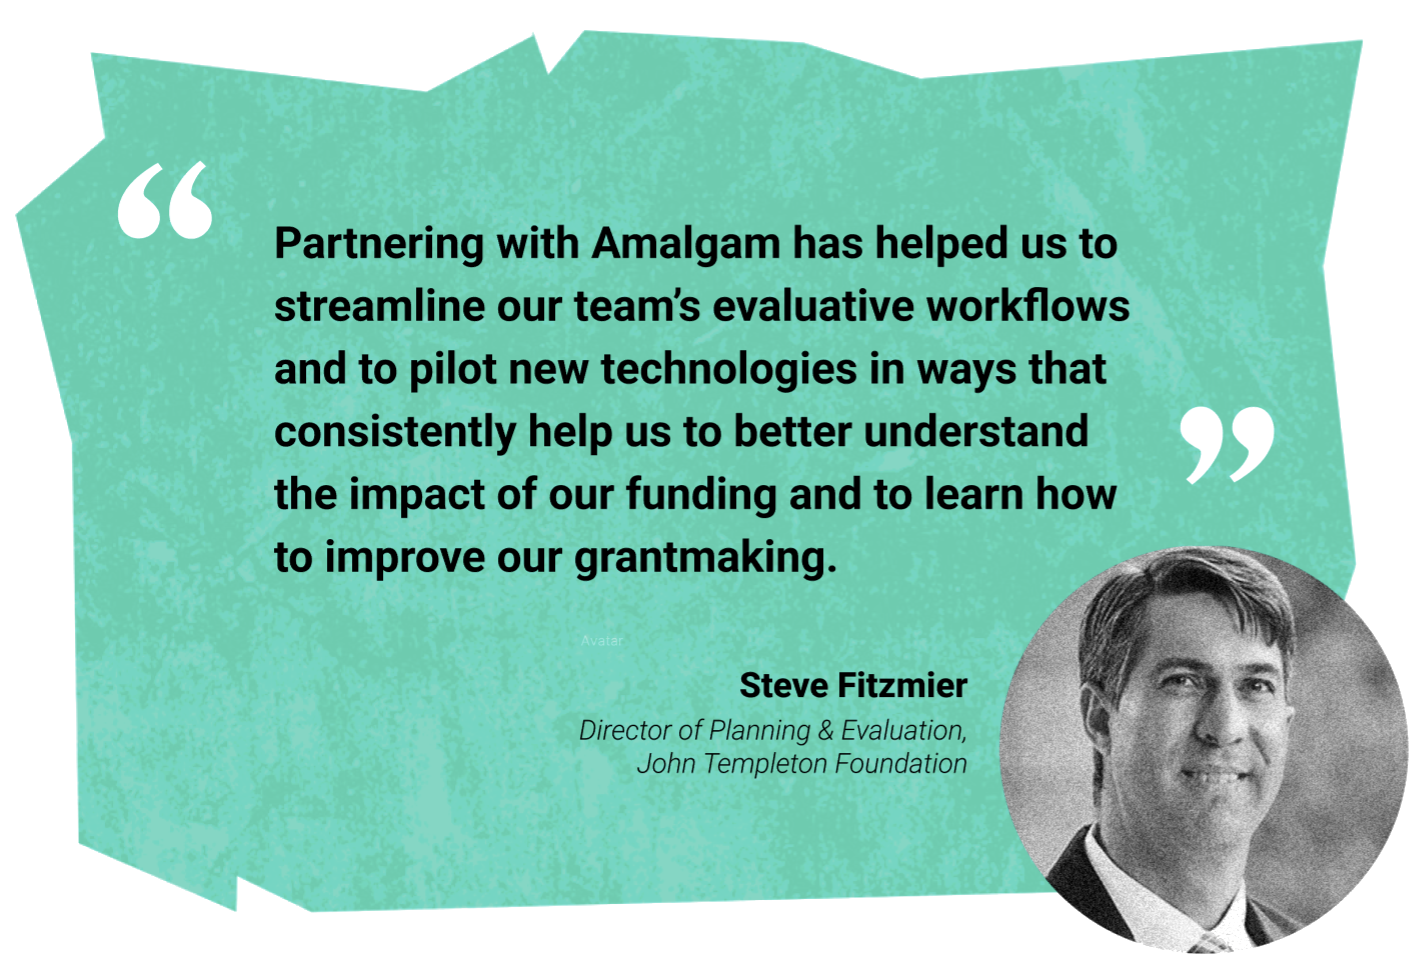 “
Partnering with Amalgam has helped us to
streamline our team’s evaluative workflows
and to pilot new technologies in ways that
consistently help us to better understand
the impact of our funding and to learn how
to improve our grantmaking.
”
Avatar
Steve Fitzmier
Director of Planning & Evaluation,
John Templeton Foundation